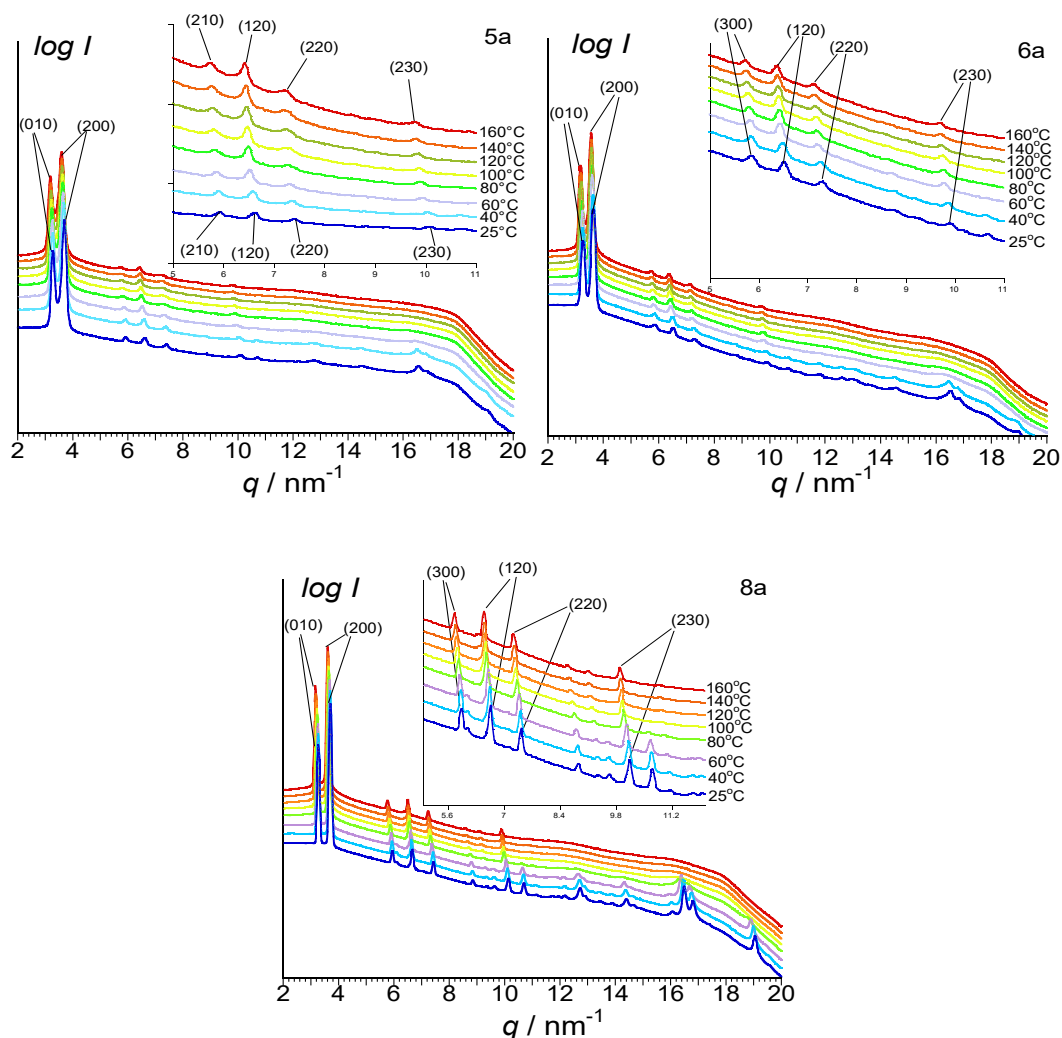 log I
5a
(210)
(120)
(220)
(230)
(010)
(200)
160°C
140°C
120°C
100°C
80°C
60°C
40°C
25°C
(210)
(120)
(220)
(230)
5 6 7 8 9 10 11
2 4 6 8 10 12 14 16 18 20
q / nm-1
log I
6a
(300)
(120)
(220)
(230)
(010)
(200)
160°C
140°C
120°C
100°C
80°C
60°C
40°C
25°C
5 6 7 8 9 10 11
2 4 6 8 10 12 14 16 18 20
q / nm-1
log I
8a
(300)
(120)
(220)
(230)
(010)
(200)
160°C
140°C
120°C
100°C
80°C
60°C
40°C
25°C
5.6 7 8.4 9.8 11.2
2 4 6 8 10 12 14 16 18 20
q / nm-1